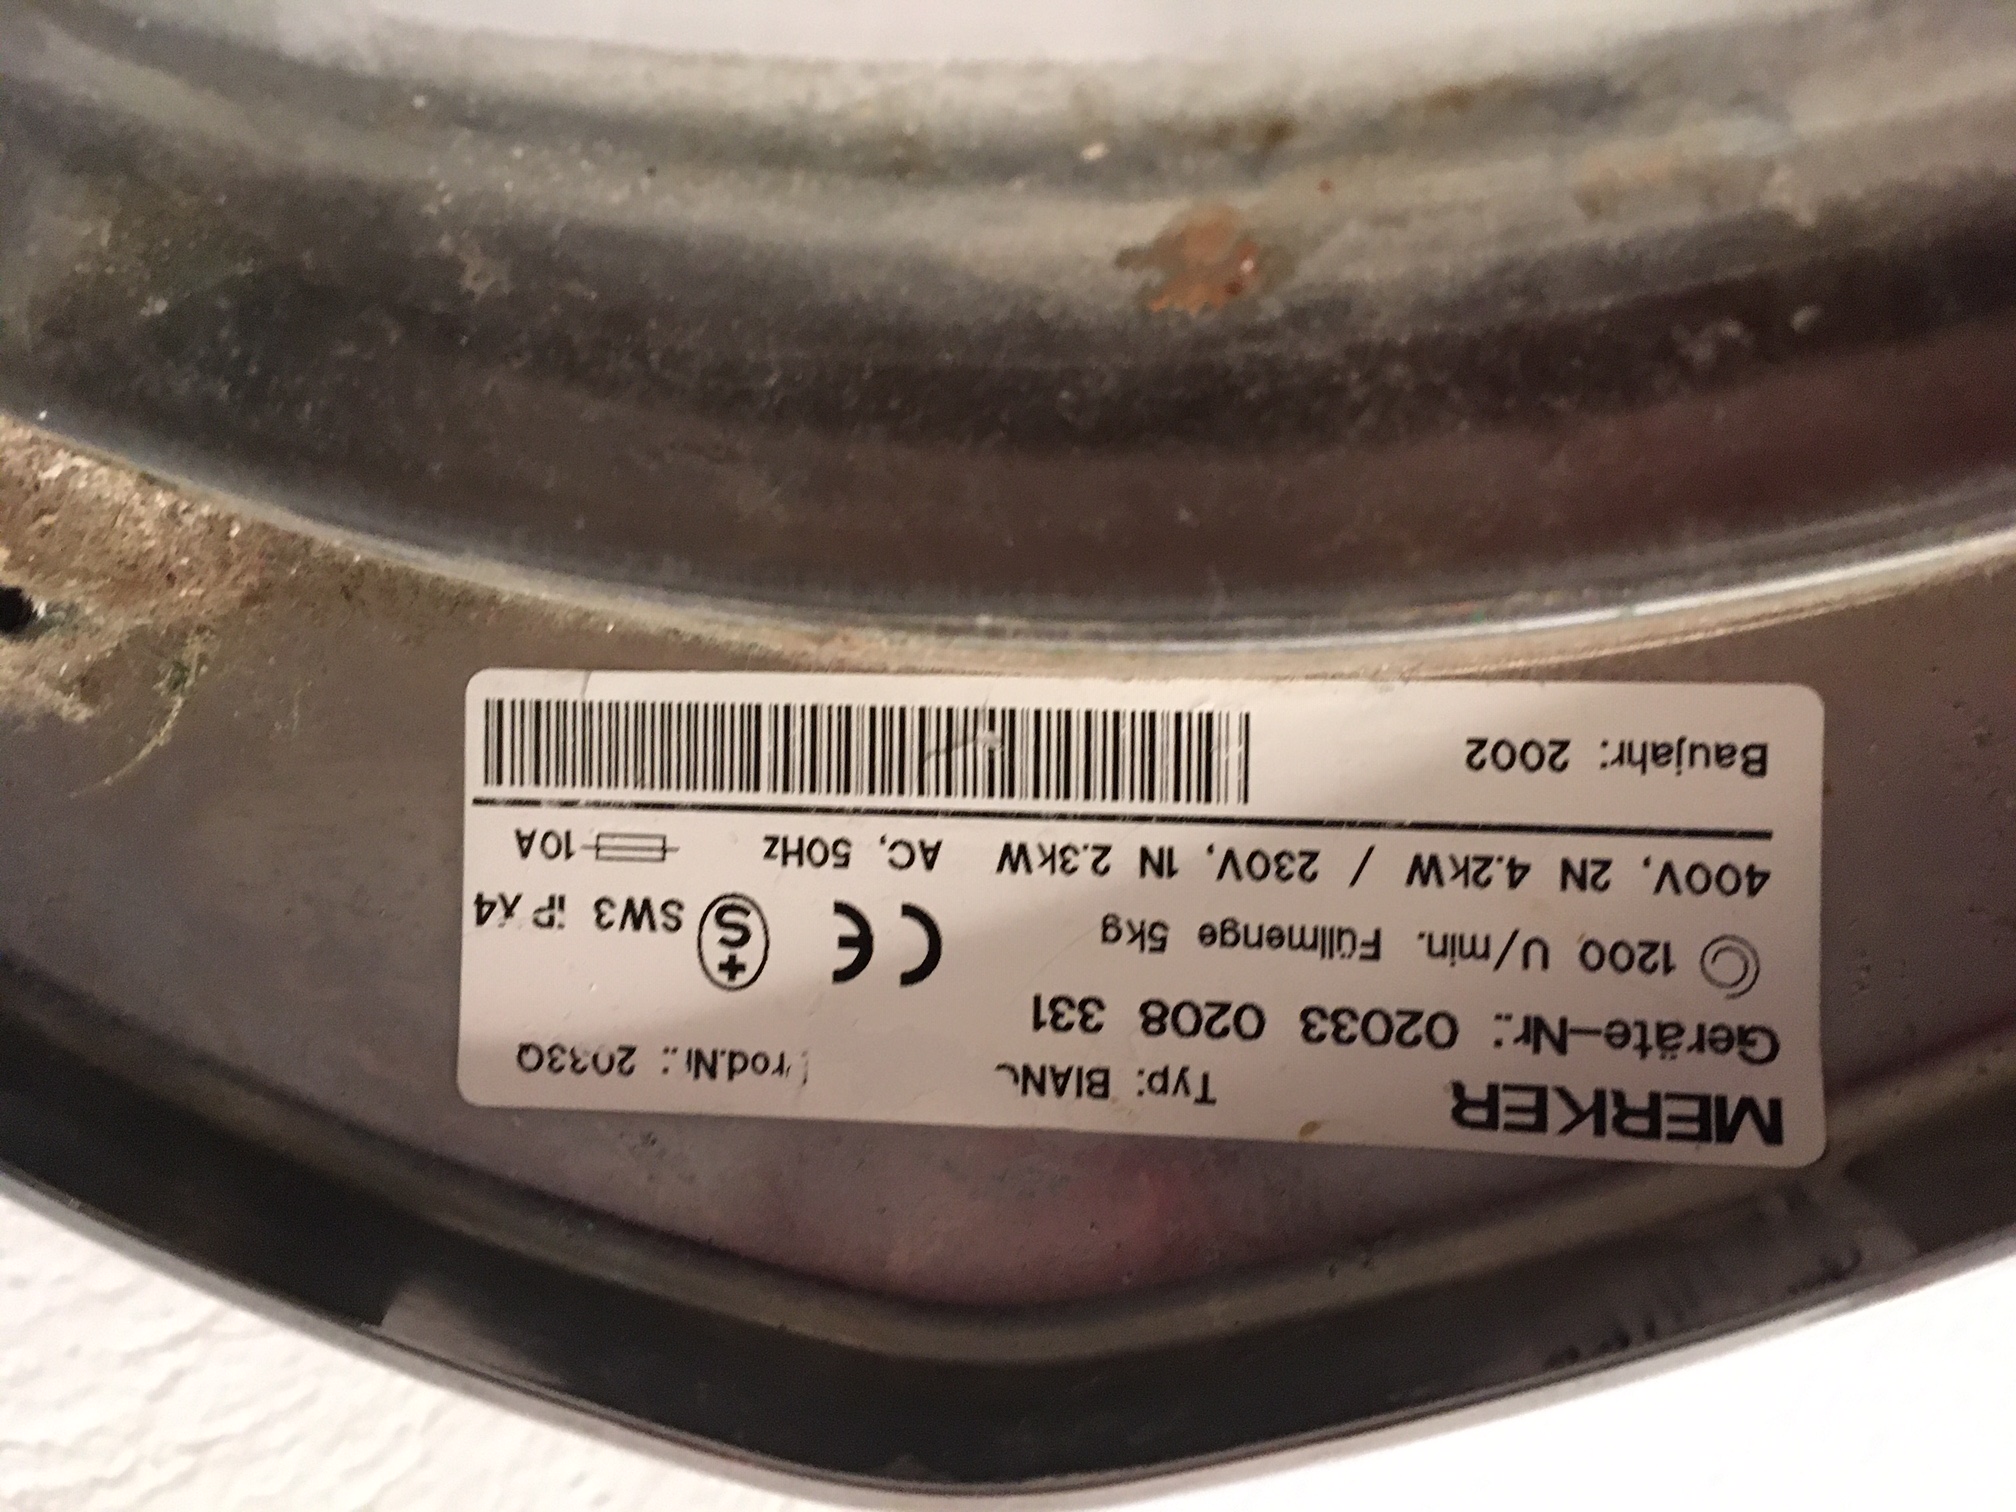 MERKER Typ: BIANC Prod.Nr.: 2033Q
Geräte-Nr.: 02033 0208 331
1200 U/min. Füllmenge 5kg CE +S SW3 IPX4
400V, 2N 4.2kW / 230V, 1N 2.3kW AC, 50Hz 10A
Baujahr: 2002